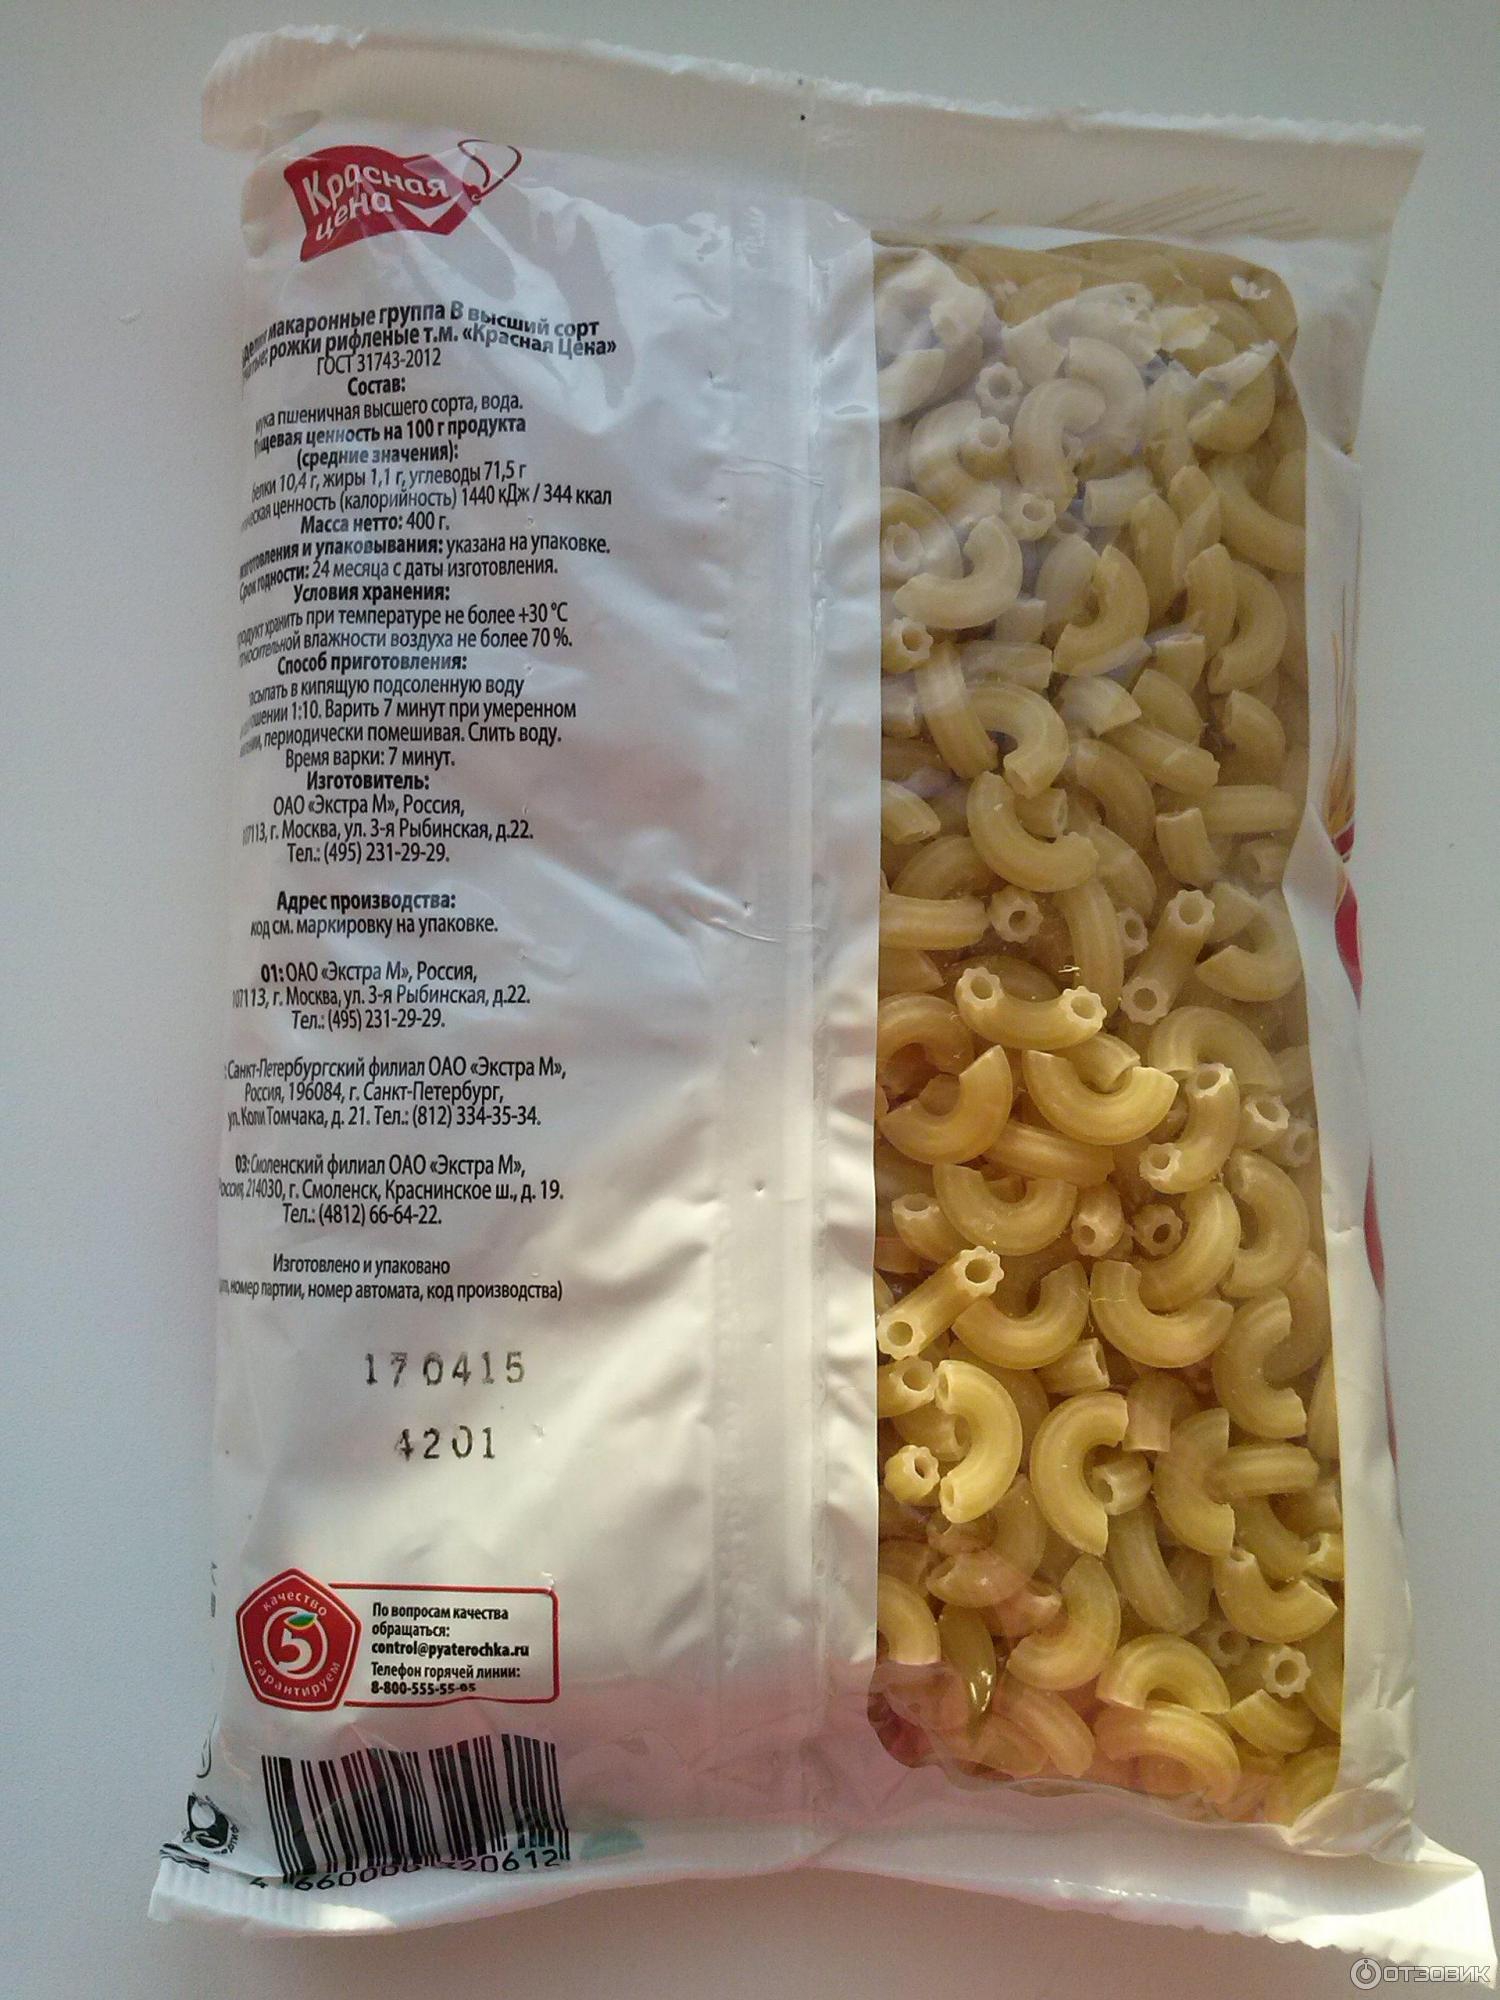 Красная
цена
макаронные группа В высший сорт
рожки рифленые т.м. «Красная Цена»
ГОСТ 31743-2012
Состав:
мука пшеничная высшего сорта, вода.
Пищевая ценность на 100 г продукта
(средние значения):
белки 10,4 г, жиры 1,1 г, углеводы 71,5 г
ценность (калорийность) 1440 кДж / 344 ккал
Масса нетто: 400 г.
изготовления и упаковывания: указана на упаковке.
Срок годности: 24 месяца с даты изготовления.
Условия хранения:
продукт хранить при температуре не более +30 °С
относительной влажности воздуха не более 70 %.
Способ приготовления:
в кипящую подсоленную воду
1:10. Варить 7 минут при умеренном
периодически помешивая. Слить воду.
Время варки: 7 минут.
Изготовитель:
ОАО «Экстра М», Россия,
107113, г. Москва, ул. 3-я Рыбинская, д.22.
Тел.: (495) 231-29-29.
Адрес производства:
код см. маркировку на упаковке.
01: ОАО «Экстра М», Россия,
107113, г. Москва, ул. 3-я Рыбинская, д.22.
Тел.: (495) 231-29-29.
Санкт-Петербургский филиал ОАО «Экстра М»,
Россия, 196084, г. Санкт-Петербург,
ул. Коли Томчака, д. 21. Тел.: (812) 334-35-34.
03: Смоленский филиал ОАО «Экстра М»,
Россия, 214030, г. Смоленск, Краснинское ш., д. 19.
Тел.: (4812) 66-64-22.
Изготовлено и упаковано
номер партии, номер автомата, код производства)
170415
4201
качество
5
гарантируем
По вопросам качества
обращаться:
control@pyaterochka.ru
Телефон горячей линии:
8-800-555-55-05
ОТЗОВИК